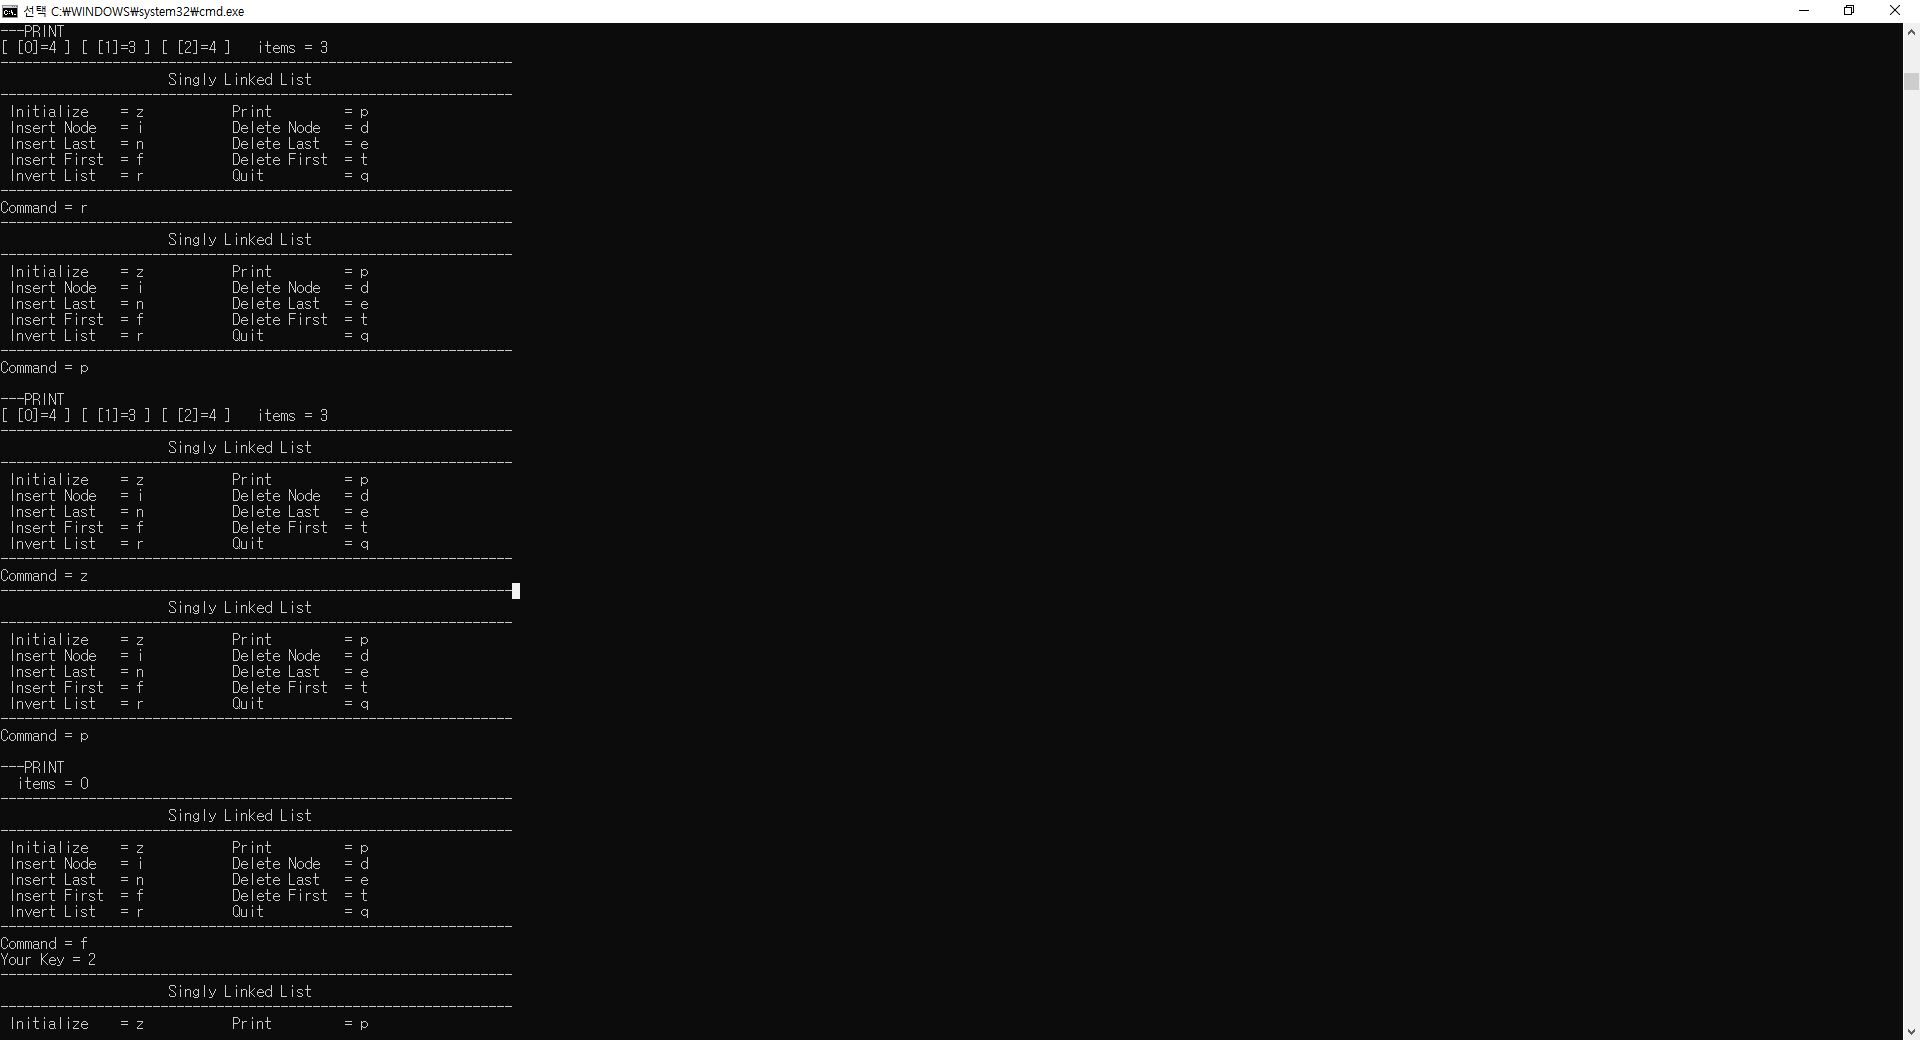 선택 C:₩WINDOWS₩system32₩cmd.exe
---PRINT
[ [0]=4 ] [ [1]=3 ] [ [2]=4 ]   items = 3
----------------------------------------------------------------
                     Singly Linked List
----------------------------------------------------------------
 Initialize    = z           Print         = p
 Insert Node   = i           Delete Node   = d
 Insert Last   = n           Delete Last   = e
 Insert First  = f           Delete First  = t
 Invert List   = r           Quit          = q
----------------------------------------------------------------
Command = r
----------------------------------------------------------------
                     Singly Linked List
----------------------------------------------------------------
 Initialize    = z           Print         = p
 Insert Node   = i           Delete Node   = d
 Insert Last   = n           Delete Last   = e
 Insert First  = f           Delete First  = t
 Invert List   = r           Quit          = q
----------------------------------------------------------------
Command = p
---PRINT
[ [0]=4 ] [ [1]=3 ] [ [2]=4 ]   items = 3
----------------------------------------------------------------
                     Singly Linked List
----------------------------------------------------------------
 Initialize    = z           Print         = p
 Insert Node   = i           Delete Node   = d
 Insert Last   = n           Delete Last   = e
 Insert First  = f           Delete First  = t
 Invert List   = r           Quit          = q
----------------------------------------------------------------
Command = z
----------------------------------------------------------------
                     Singly Linked List
----------------------------------------------------------------
 Initialize    = z           Print         = p
 Insert Node   = i           Delete Node   = d
 Insert Last   = n           Delete Last   = e
 Insert First  = f           Delete First  = t
 Invert List   = r           Quit          = q
----------------------------------------------------------------
Command = p
---PRINT
  items = 0
----------------------------------------------------------------
                     Singly Linked List
----------------------------------------------------------------
 Initialize    = z           Print         = p
 Insert Node   = i           Delete Node   = d
 Insert Last   = n           Delete Last   = e
 Insert First  = f           Delete First  = t
 Invert List   = r           Quit          = q
----------------------------------------------------------------
Command = f
Your Key = 2
----------------------------------------------------------------
                     Singly Linked List
----------------------------------------------------------------
 Initialize    = z           Print         = p